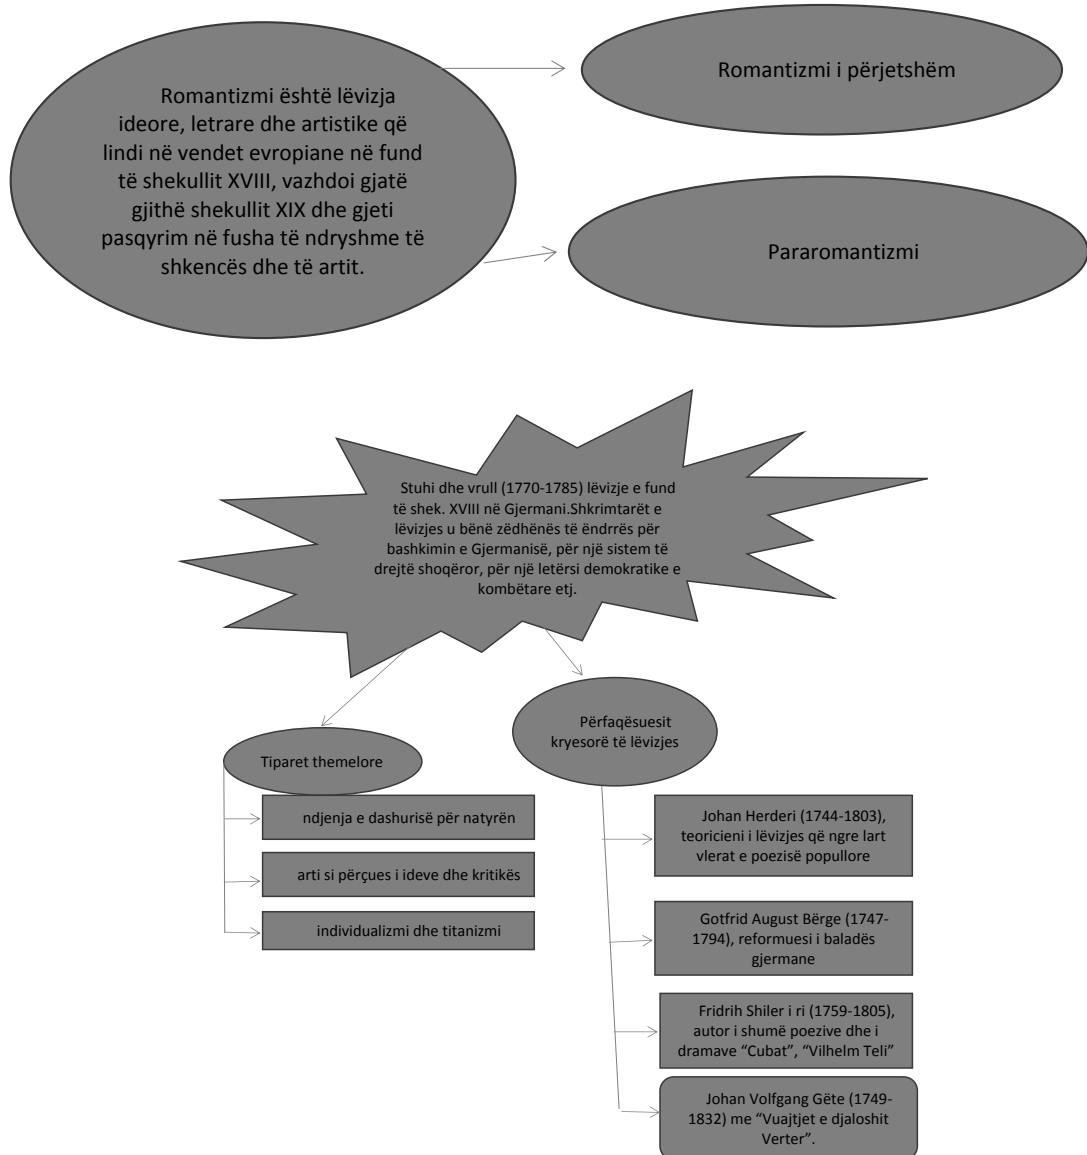 Romantizmi është lëvizja
ideore, letrare dhe artistike që
lindi në vendet evropiane në fund
të shekullit XVIII, vazhdoi gjatë
gjithë shekullit XIX dhe gjeti
pasqyrim në fusha të ndryshme të
shkencës dhe të artit.
Romantizmi i përjetshëm
Pararomantizmi
Stuhi dhe vrull (1770-1785) lëvizje e fund
të shek. XVIII në Gjermani.Shkrimtarët e
lëvizjes u bënë zëdhënës të ëndrrës për
bashkimin e Gjermanisë, për një sistem të
drejtë shoqëror, për një letërsi demokratike e
kombëtare etj.
Tiparet themelore
ndjenja e dashurisë për natyrën
arti si përçues i ideve dhe kritikës
individualizmi dhe titanizmi
Përfaqësuesit
kryesorë të lëvizjes
Johan Herderi (1744-1803),
teoricieni i lëvizjes që ngre lart
vlerat e poezisë popullore
Gotfrid August Bërge (1747-
1794), reformuesi i baladës
gjermane
Fridrih Shiler i ri (1759-1805),
autor i shumë poezive dhe i
dramave “Cubat”, “Vilhelm Teli”
Johan Volfgang Gëte (1749-
1832) me “Vuajtjet e djaloshit
Verter”.